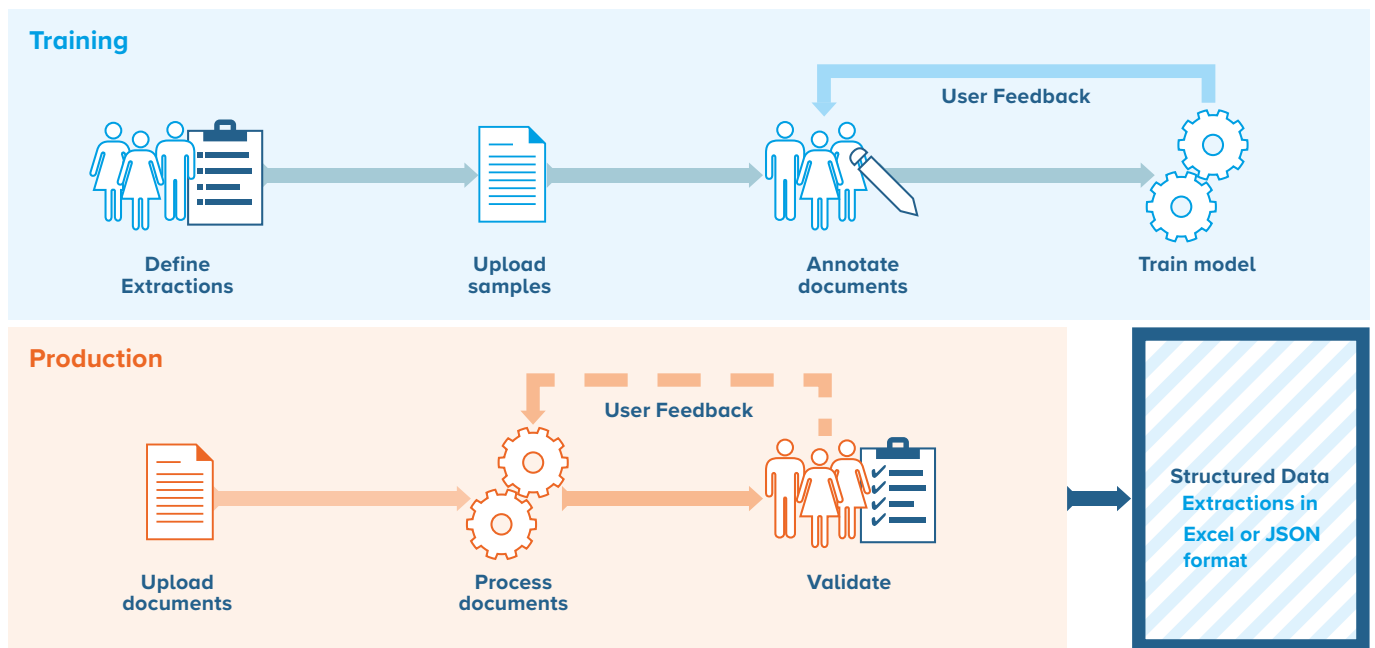 Training
User Feedback
Define
Extractions
Upload
samples
Annotate
documents
Train model
Production
User Feedback
Upload
documents
Process
documents
Validate
Structured Data
Extractions in
Excel or JSON
format